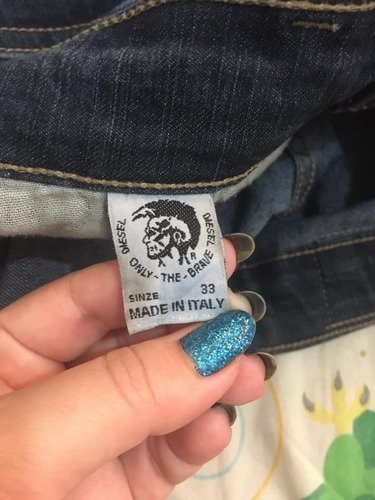 DIESEL DIESEL
R
ONLY-THE-BRAVE
SINZE 33
MADE IN ITALY